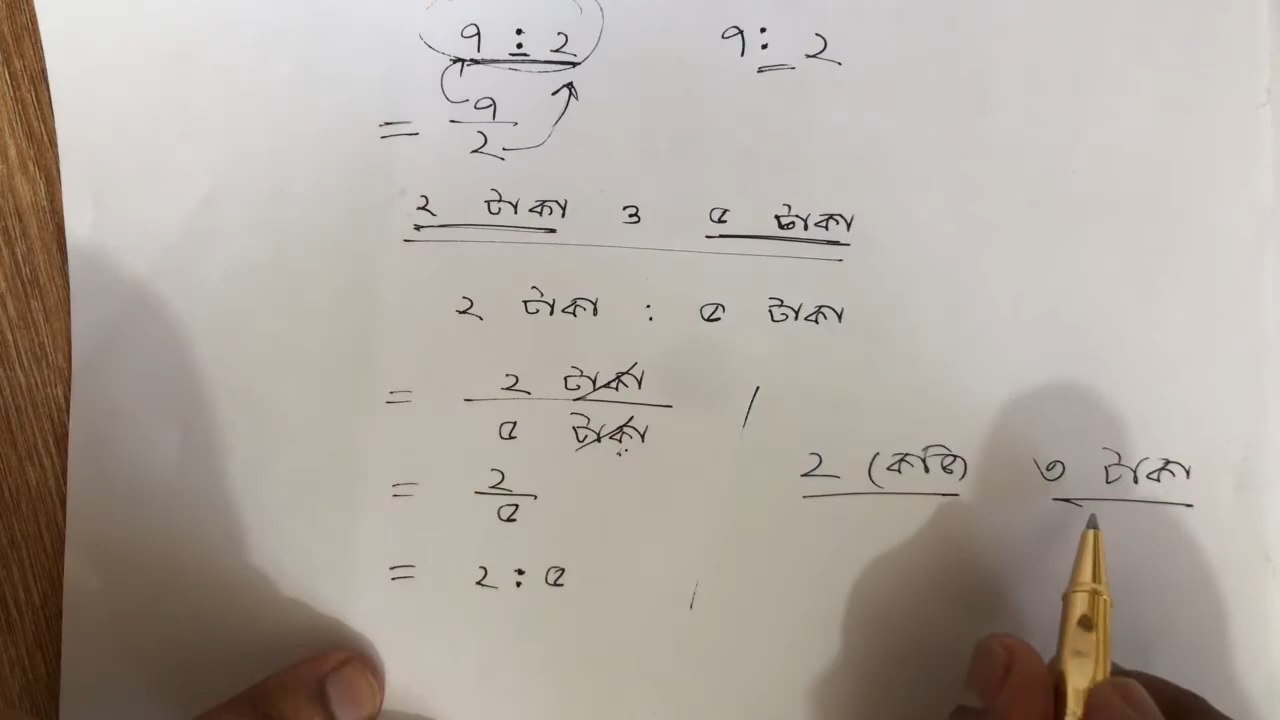 ৭ : ২
৭ : ২
= ৭/২
২ টাকা ও ৫ টাকা
২ টাকা : ৫ টাকা
= ২ টাকা / ৫ টাকা
২ কেজি ৩ টাকা
= ২/৫
= ২ : ৫